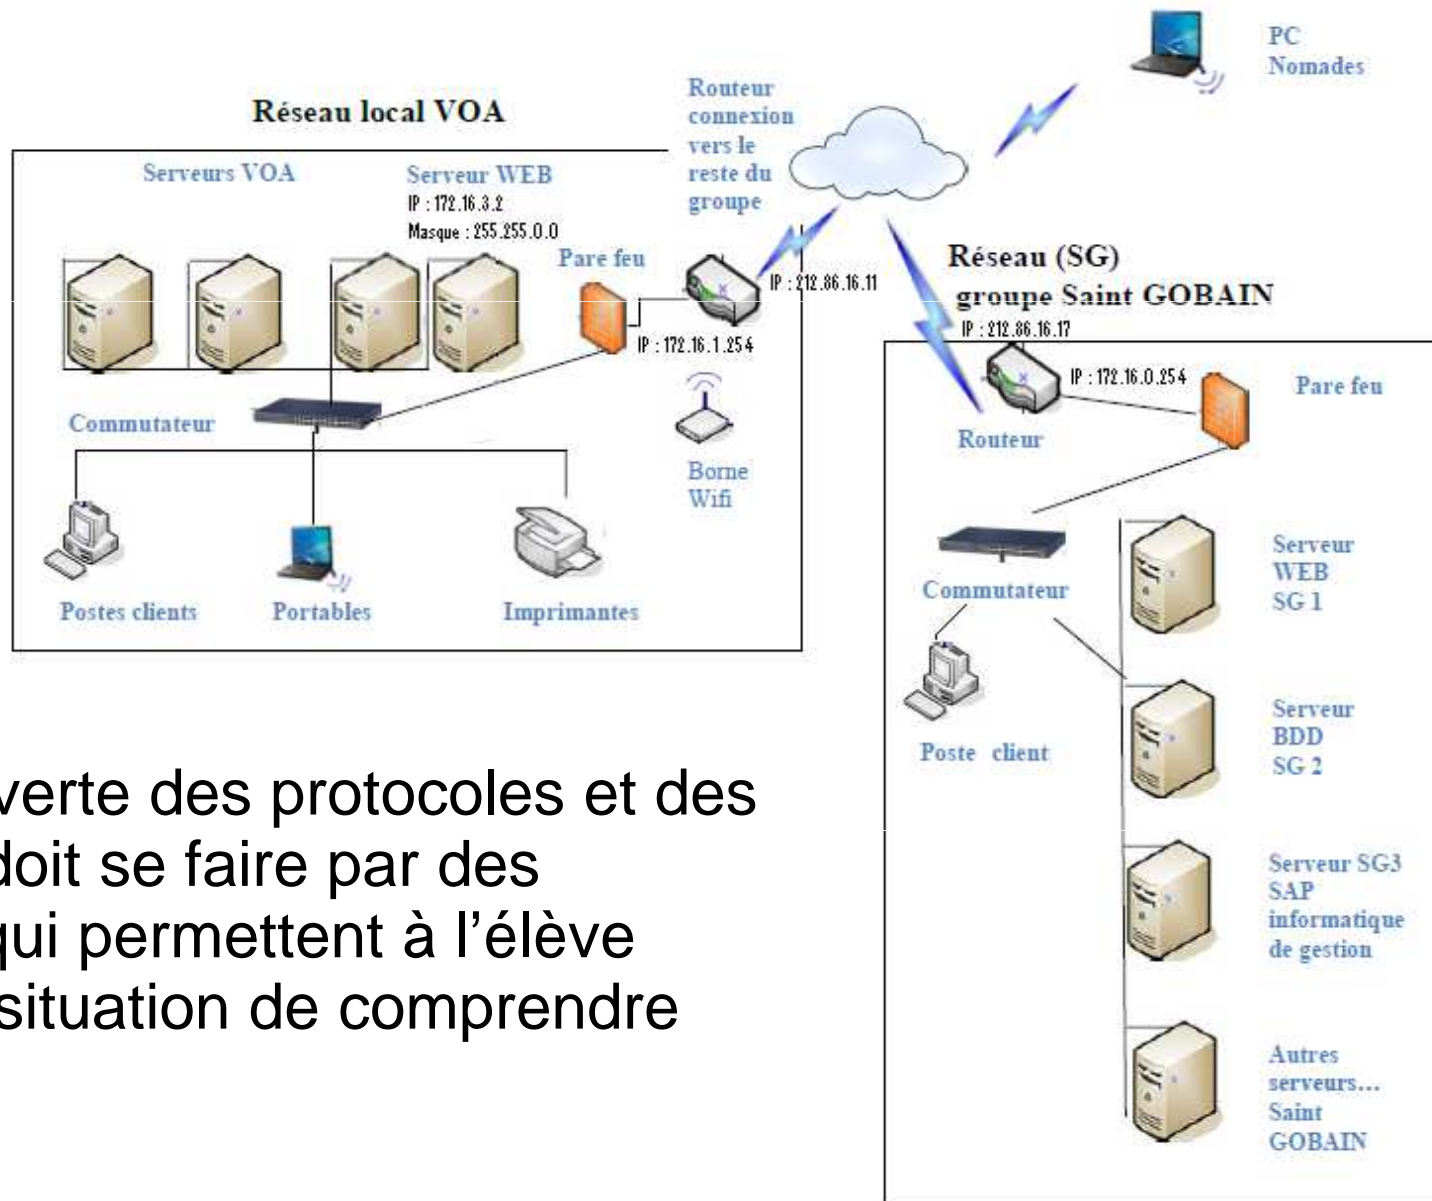 PC
Nomades
Réseau local VOA
Routeur
connexion
vers le
reste du
groupe
Serveurs VOA
Serveur WEB
IP : 172.16.3.2
Masque : 255.255.0.0
Pare feu
IP : 212.86.16.11
IP : 172.16.1.254
Commutateur
Borne
Wifi
Postes clients
Portables
Imprimantes
Réseau (SG)
groupe Saint GOBAIN
IP : 212.86.16.17
IP : 172.16.0.254
Pare feu
Routeur
Commutateur
Serveur
WEB
SG 1
Poste client
Serveur
BDD
SG 2
Serveur SG3
SAP
informatique
de gestion
Autres
serveurs...
Saint
GOBAIN
verte des protocoles et des
doit se faire par des
qui permettent à l’élève
situation de comprendre